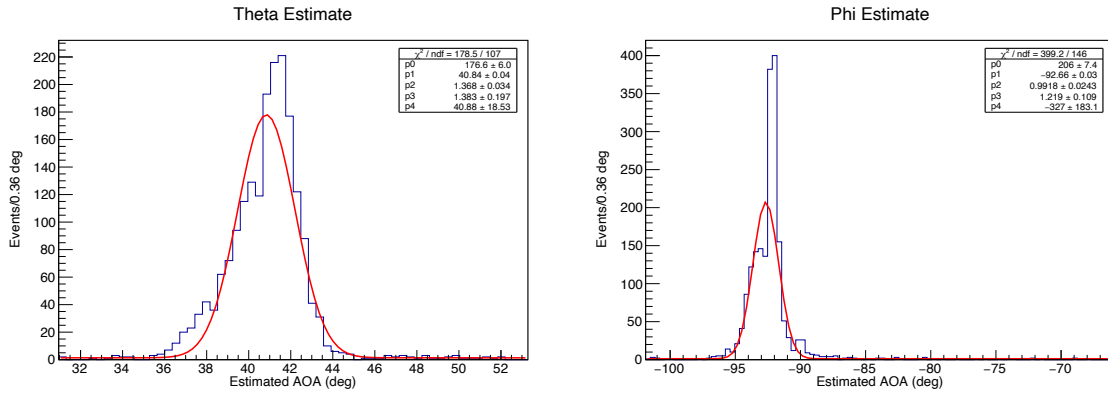 Theta Estimate
χ² / ndf = 178.5 / 107
p0 176.6 ± 6.0
p1 40.84 ± 0.04
p2 1.368 ± 0.034
p3 1.383 ± 0.197
p4 40.88 ± 18.53
Events/0.36 deg
220
200
180
160
140
120
100
80
60
40
20
0
32 34 36 38 40 42 44 46 48 50 52
Estimated AOA (deg)
Phi Estimate
χ² / ndf = 399.2 / 146
p0 206 ± 7.4
p1 −92.66 ± 0.03
p2 0.9918 ± 0.0243
p3 1.219 ± 0.109
p4 −327 ± 183.1
Events/0.36 deg
400
350
300
250
200
150
100
50
0
−100 −95 −90 −85 −80 −75 −70
Estimated AOA (deg)